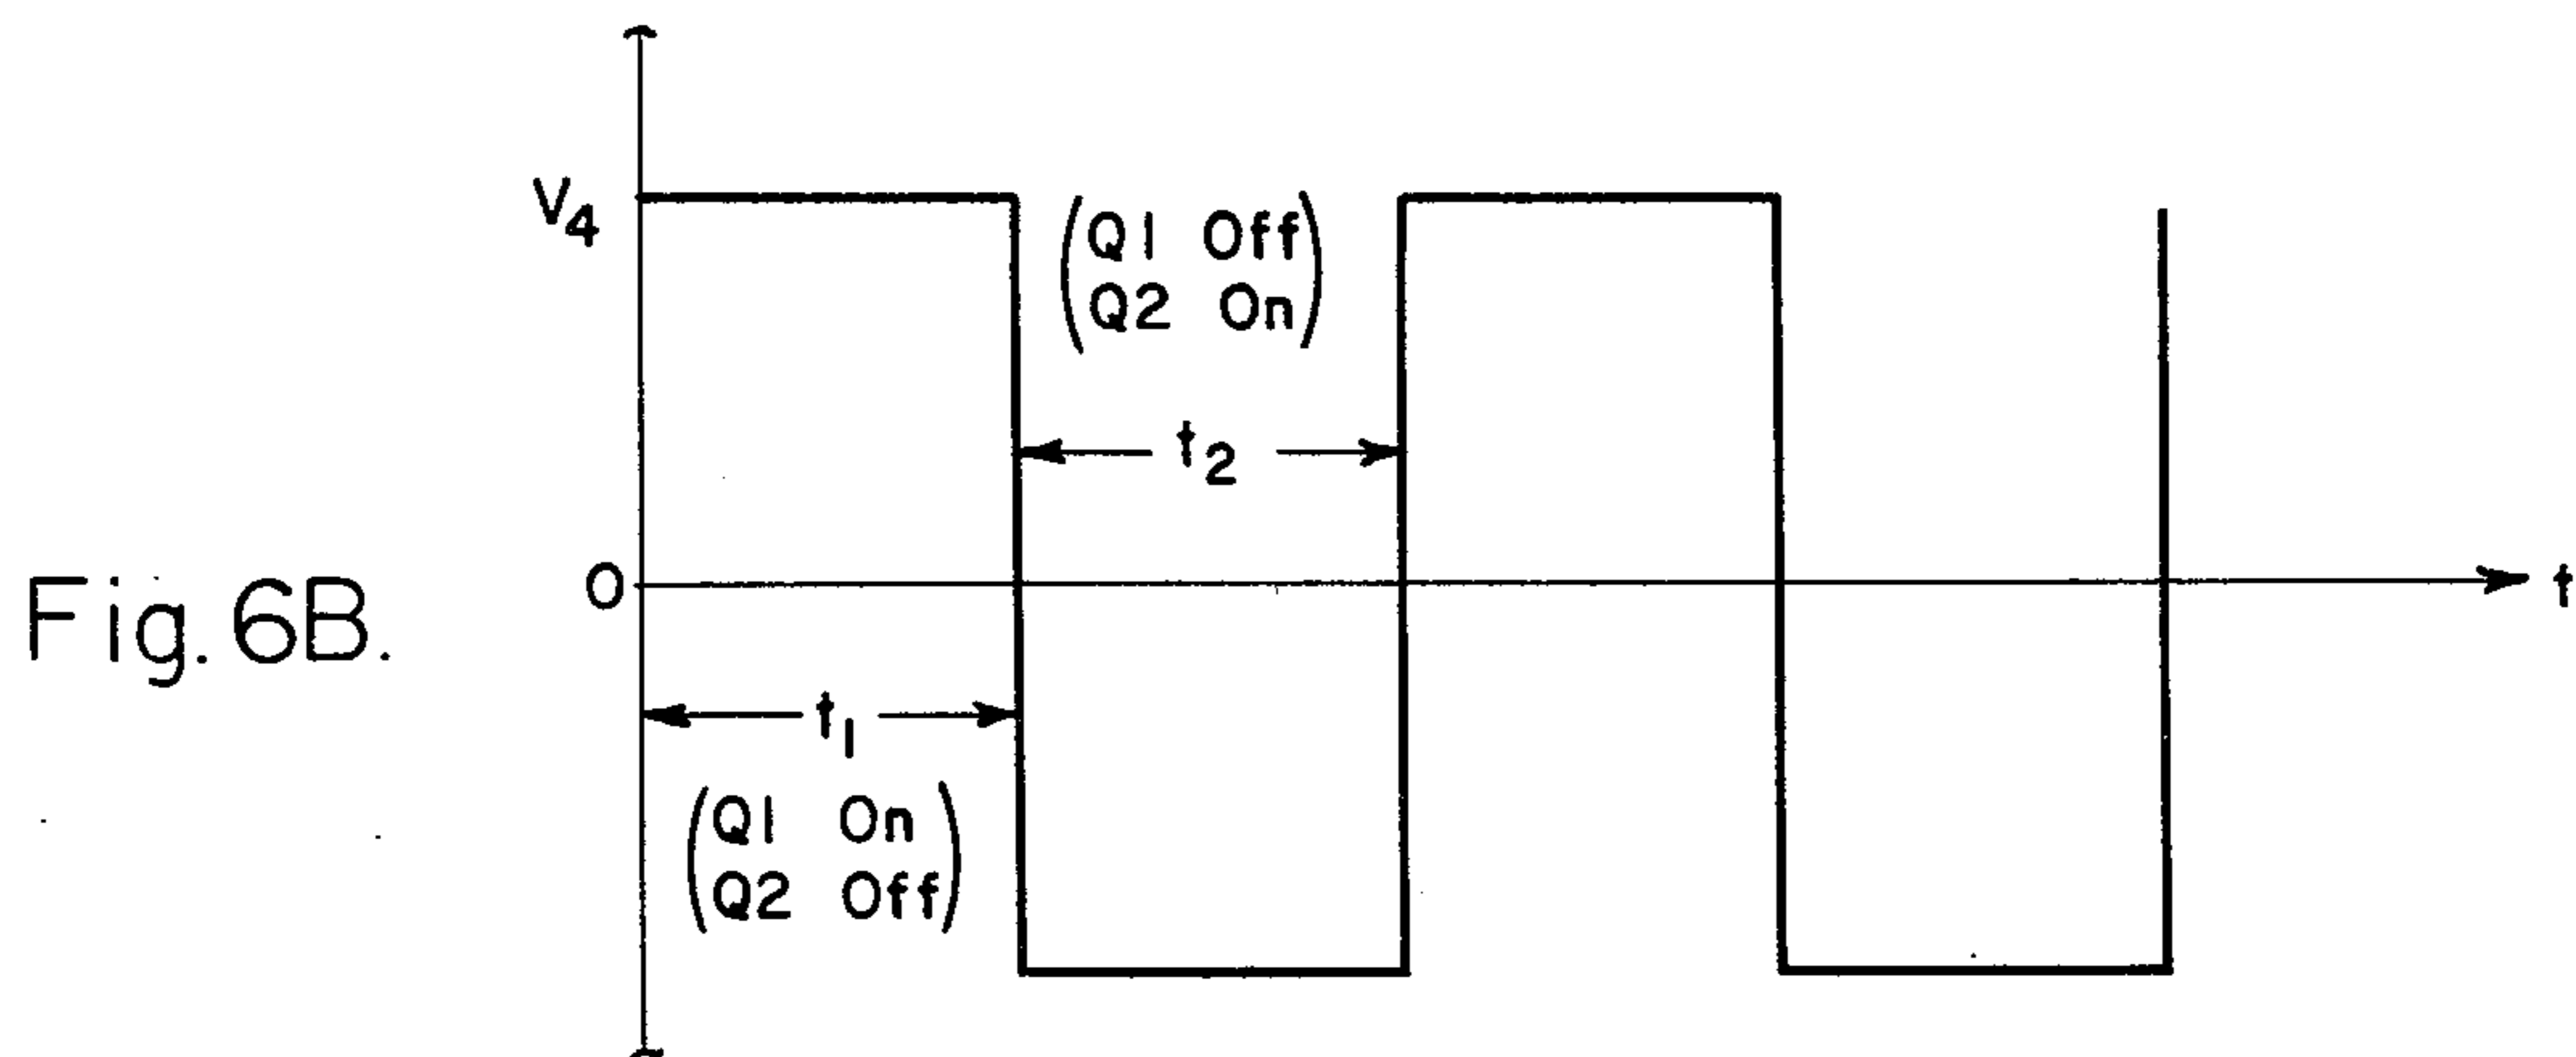 V4
(Q1 Off
Q2 On)
t2
0
t
Fig. 6B.
t1
(Q1 On
Q2 Off)